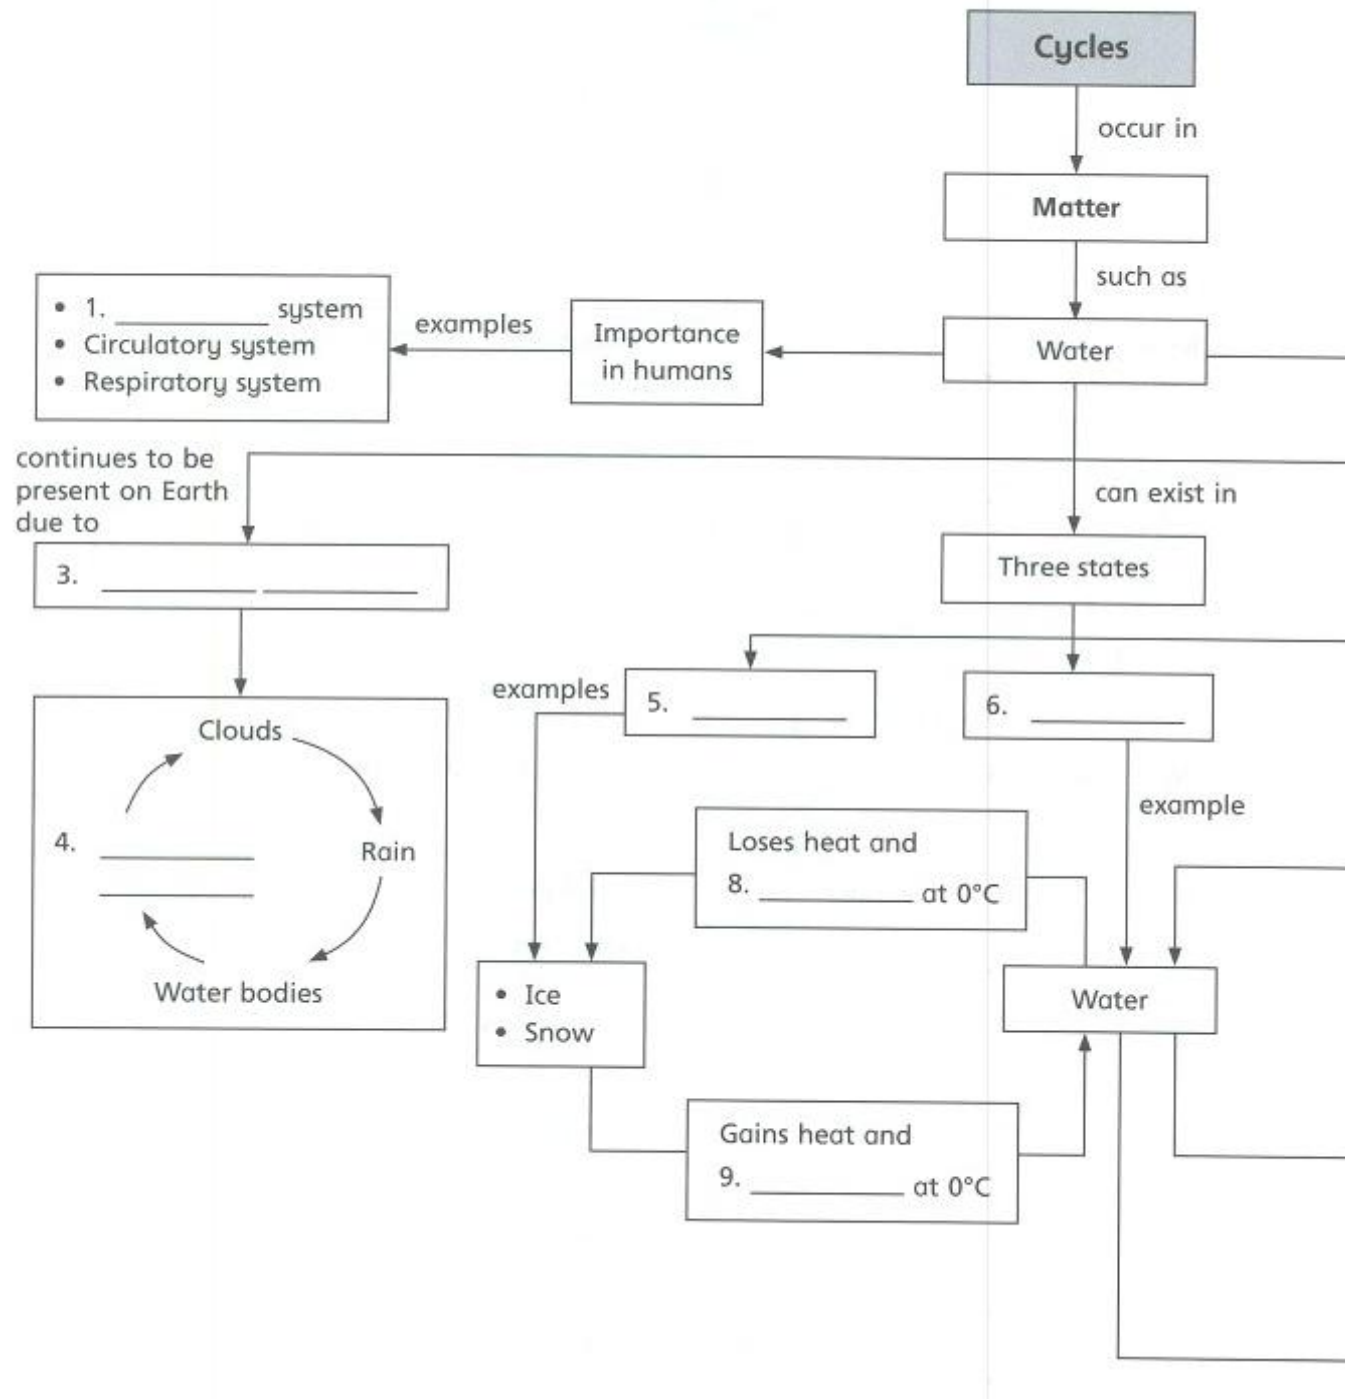 Cycles
occur in
Matter
such as
• 1. __________ system
• Circulatory system
• Respiratory system
examples
Importance
in humans
Water
continues to be
present on Earth
due to
can exist in
3. __________ __________
Three states
examples
5. __________
6. __________
Clouds
4. __________
__________
Rain
Water bodies
example
Loses heat and
8. __________ at 0°C
• Ice
• Snow
Water
Gains heat and
9. __________ at 0°C